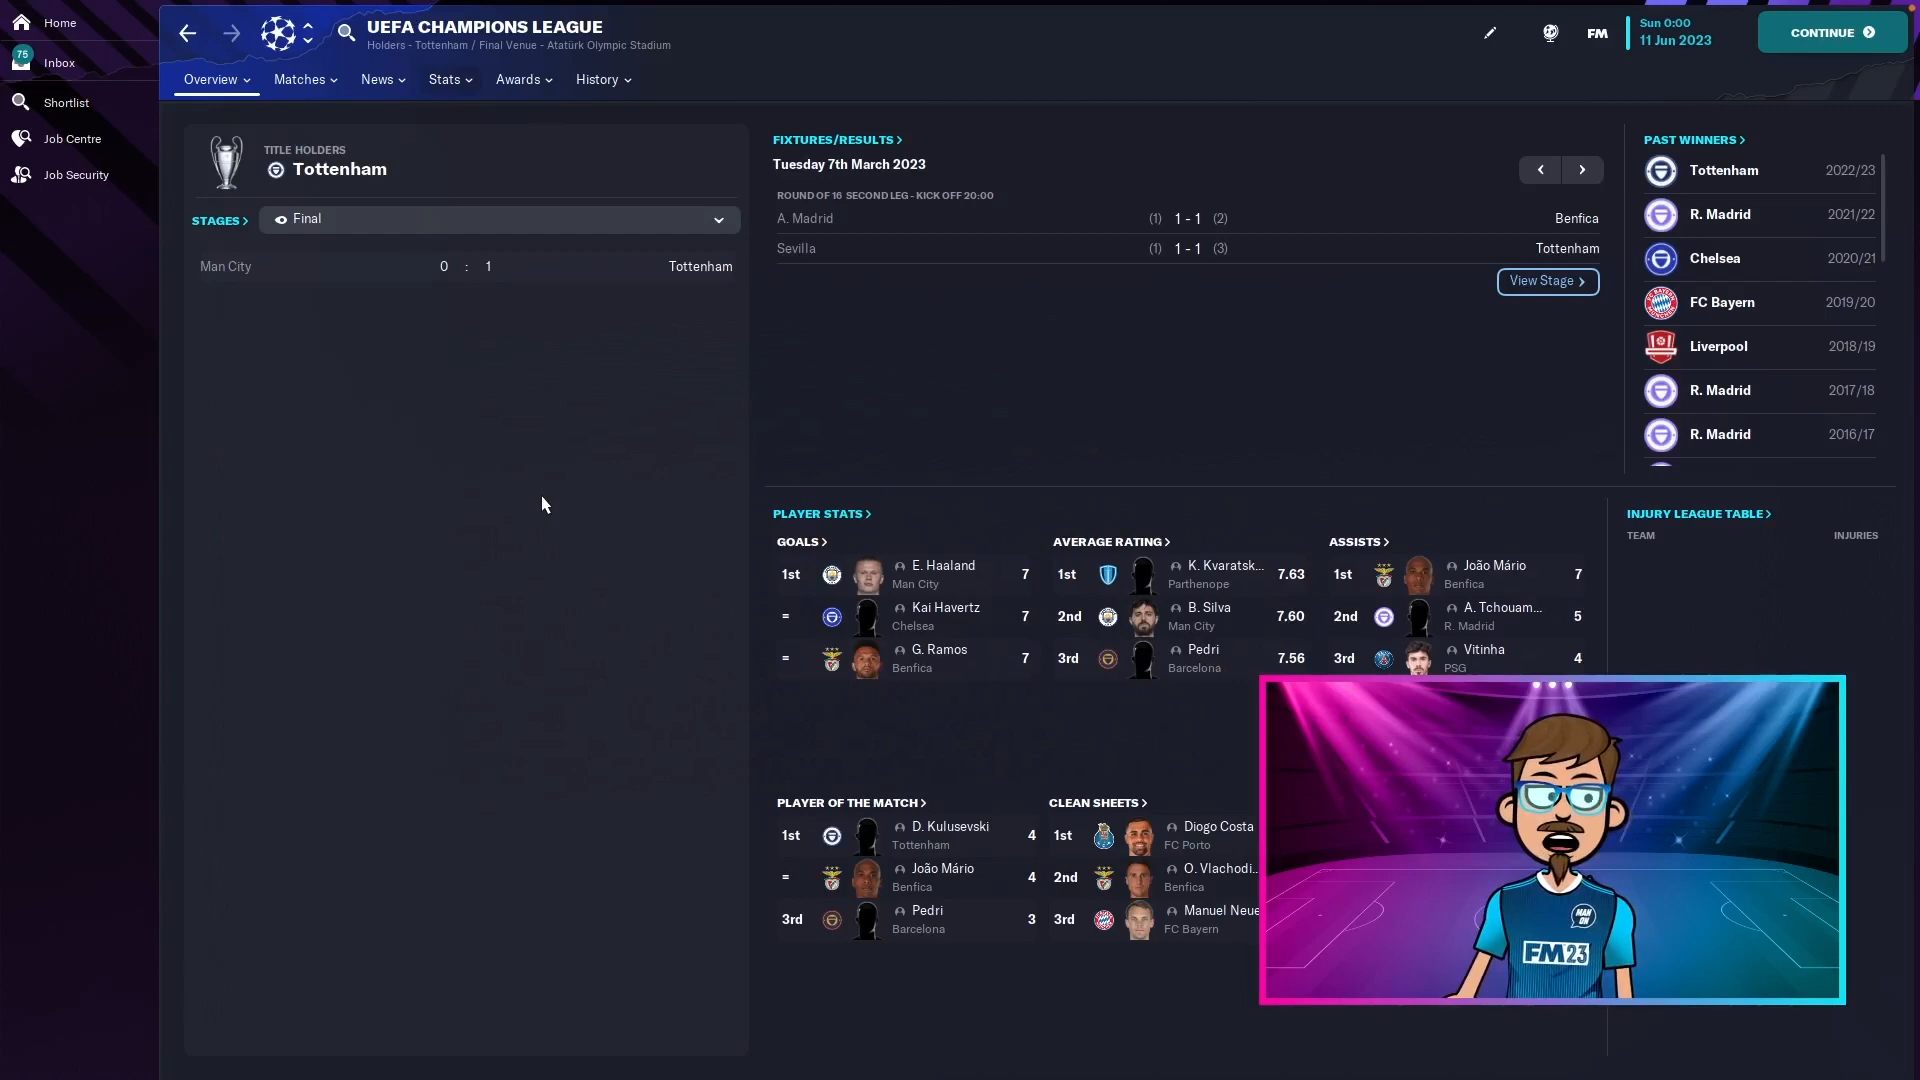 Home
75
Inbox
Shortlist
Job Centre
Job Security
UEFA CHAMPIONS LEAGUE
Holders - Tottenham / Final Venue - Atatürk Olympic Stadium
FM
Sun 0:00
11 Jun 2023
CONTINUE
Overview
Matches
News
Stats
Awards
History
TITLE HOLDERS
Tottenham
STAGES
Final
Man City 0 : 1 Tottenham
FIXTURES/RESULTS
Tuesday 7th March 2023
ROUND OF 16 SECOND LEG - KICK OFF 20:00
A. Madrid (1) 1 - 1 (2) Benfica
Sevilla (1) 1 - 1 (3) Tottenham
View Stage
PAST WINNERS
Tottenham 2022/23
R. Madrid 2021/22
Chelsea 2020/21
FC Bayern 2019/20
Liverpool 2018/19
R. Madrid 2017/18
R. Madrid 2016/17
PLAYER STATS
GOALS
1st E. Haaland 7
Man City
= Kai Havertz 7
Chelsea
= G. Ramos 7
Benfica
AVERAGE RATING
1st K. Kvaratsk... 7.63
Parthenope
2nd B. Silva 7.60
Man City
3rd Pedri 7.56
Barcelona
ASSISTS
1st João Mário 7
Benfica
2nd A. Tchouam... 5
R. Madrid
3rd Vitinha 4
PSG
INJURY LEAGUE TABLE
TEAM INJURIES
PLAYER OF THE MATCH
1st D. Kulusevski 4
Tottenham
= João Mário 4
Benfica
3rd Pedri 3
Barcelona
CLEAN SHEETS
1st Diogo Costa
FC Porto
2nd O. Vlachodi...
Benfica
3rd Manuel Neue
FC Bayern
MAN ON
FM23